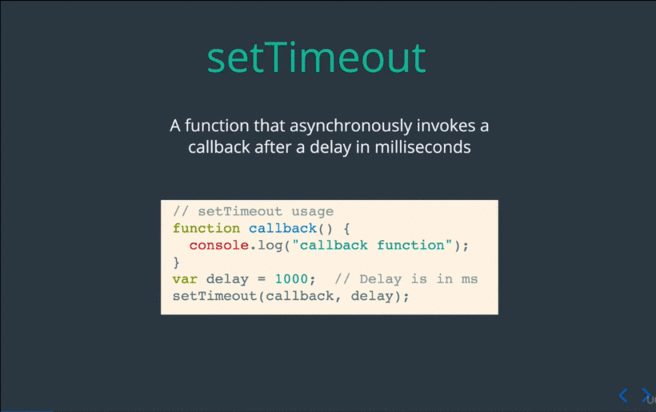 setTimeout
A function that asynchronously invokes a
callback after a delay in milliseconds
// setTimeout usage
function callback() {
  console.log("callback function");
}
var delay = 1000;  // Delay is in ms
setTimeout(callback, delay);